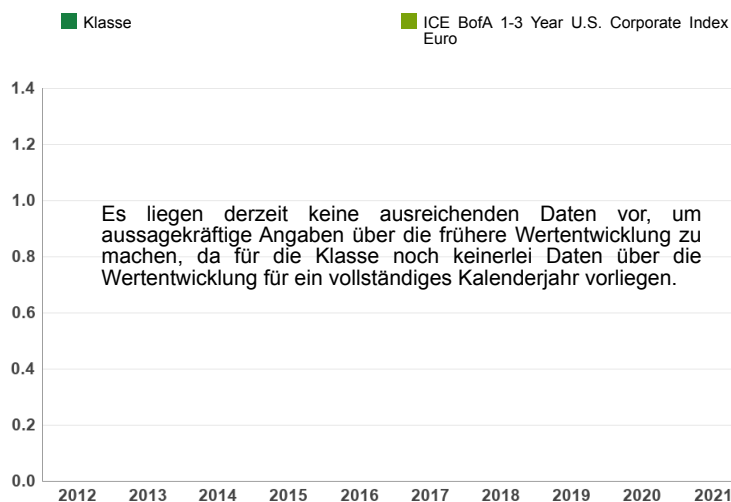 Klasse
ICE BofA 1-3 Year U.S. Corporate Index
Euro
1.4
1.2
1.0
0.8
0.6
0.4
0.2
0.0
Es liegen derzeit keine ausreichenden Daten vor, um
aussagekräftige Angaben über die frühere Wertentwicklung zu
machen, da für die Klasse noch keinerlei Daten über die
Wertentwicklung für ein vollständiges Kalenderjahr vorliegen.
2012 2013 2014 2015 2016 2017 2018 2019 2020 2021